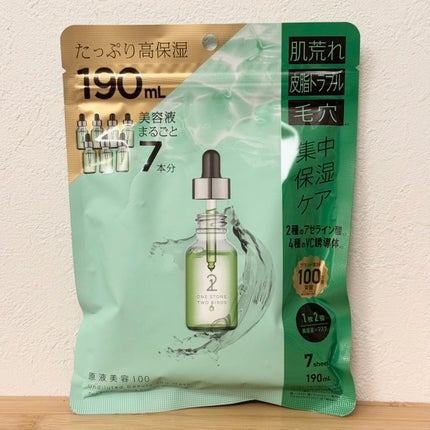 たっぷり高保湿
190mL
美容液
まるごと
7本分
肌荒れ
皮脂トラブル
毛穴
集中
保湿
ケア
2種のアゼライン酸
4種のVC誘導体
100
1枚2役
7 sheet
190mL
2
ONE STONE
TWO BIRDS
原液美容100